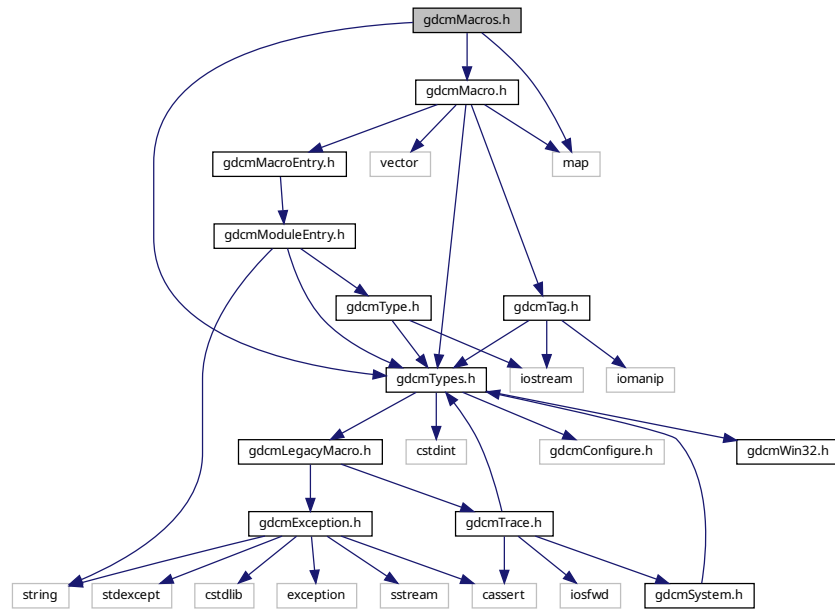 gdcmMacros.h
gdcmMacro.h
gdcmMacroEntry.h
vector
map
gdcmModuleEntry.h
gdcmType.h
gdcmTag.h
gdcmTypes.h
iostream
iomanip
gdcmLegacyMacro.h
cstdint
gdcmConfigure.h
gdcmWin32.h
gdcmException.h
gdcmTrace.h
string
stdexcept
cstdlib
exception
sstream
cassert
iosfwd
gdcmSystem.h